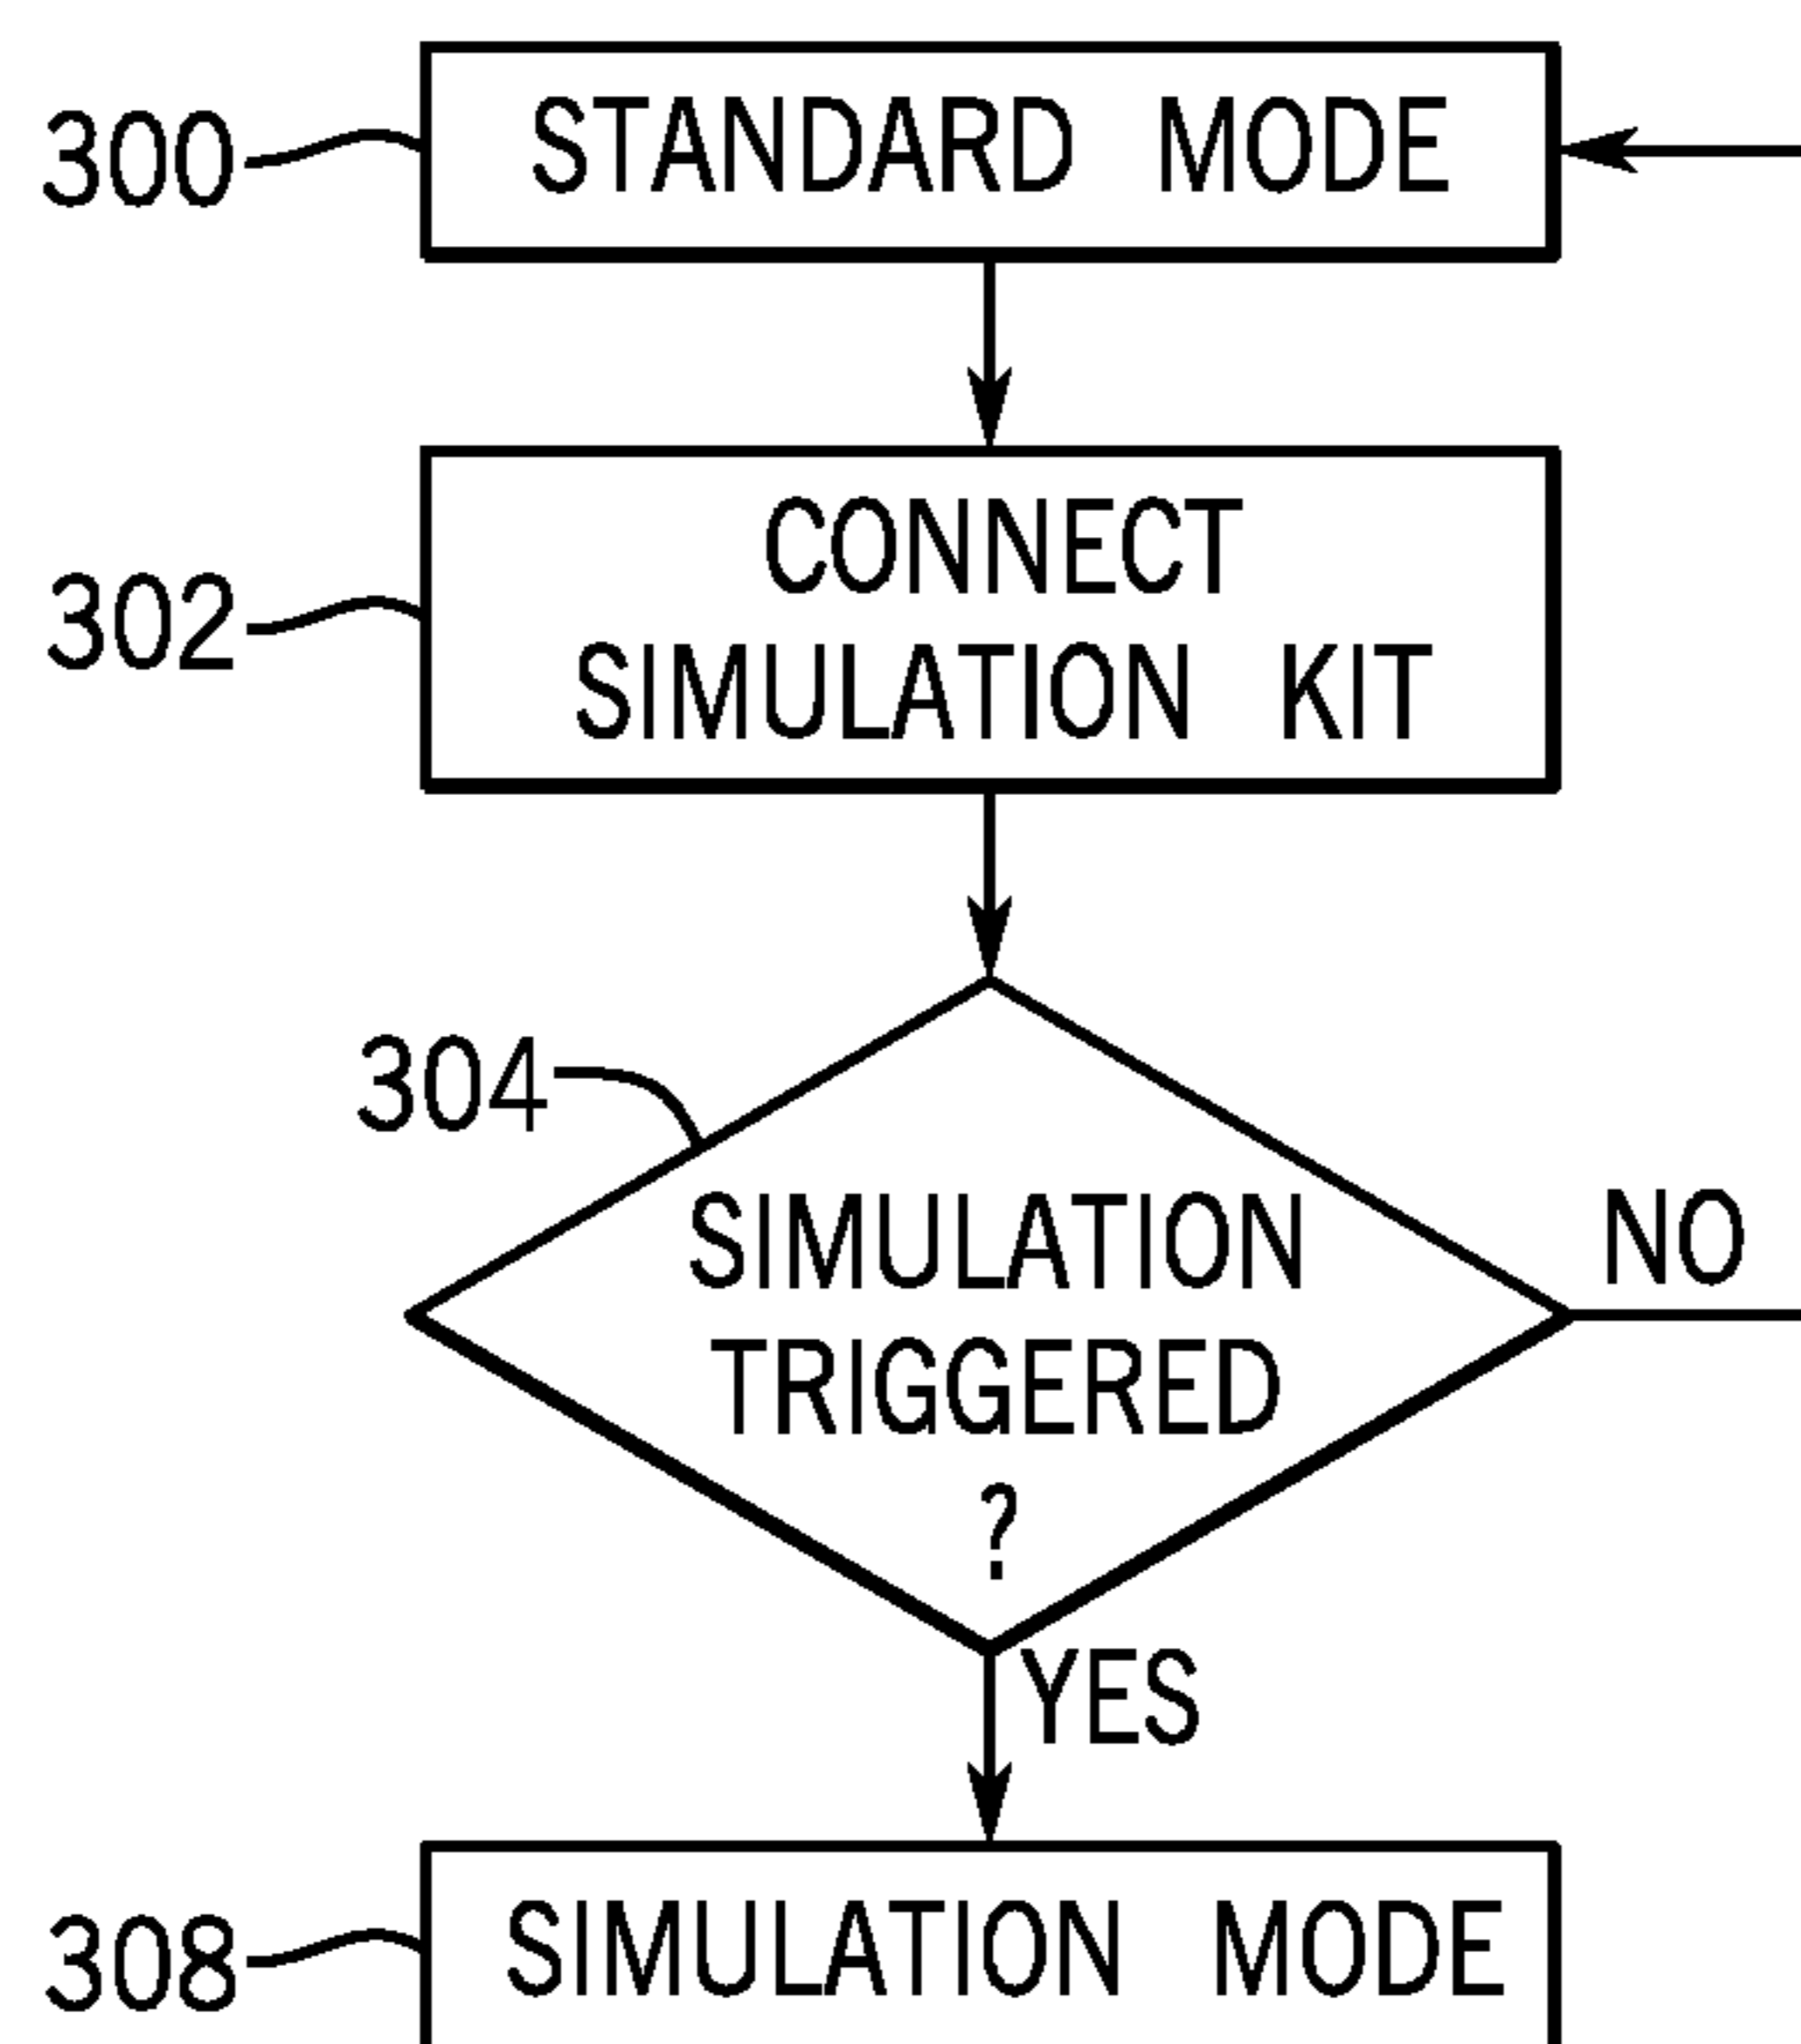 300
STANDARD MODE
302
CONNECT
SIMULATION KIT
304
SIMULATION
TRIGGERED
?
NO
YES
308
SIMULATION MODE